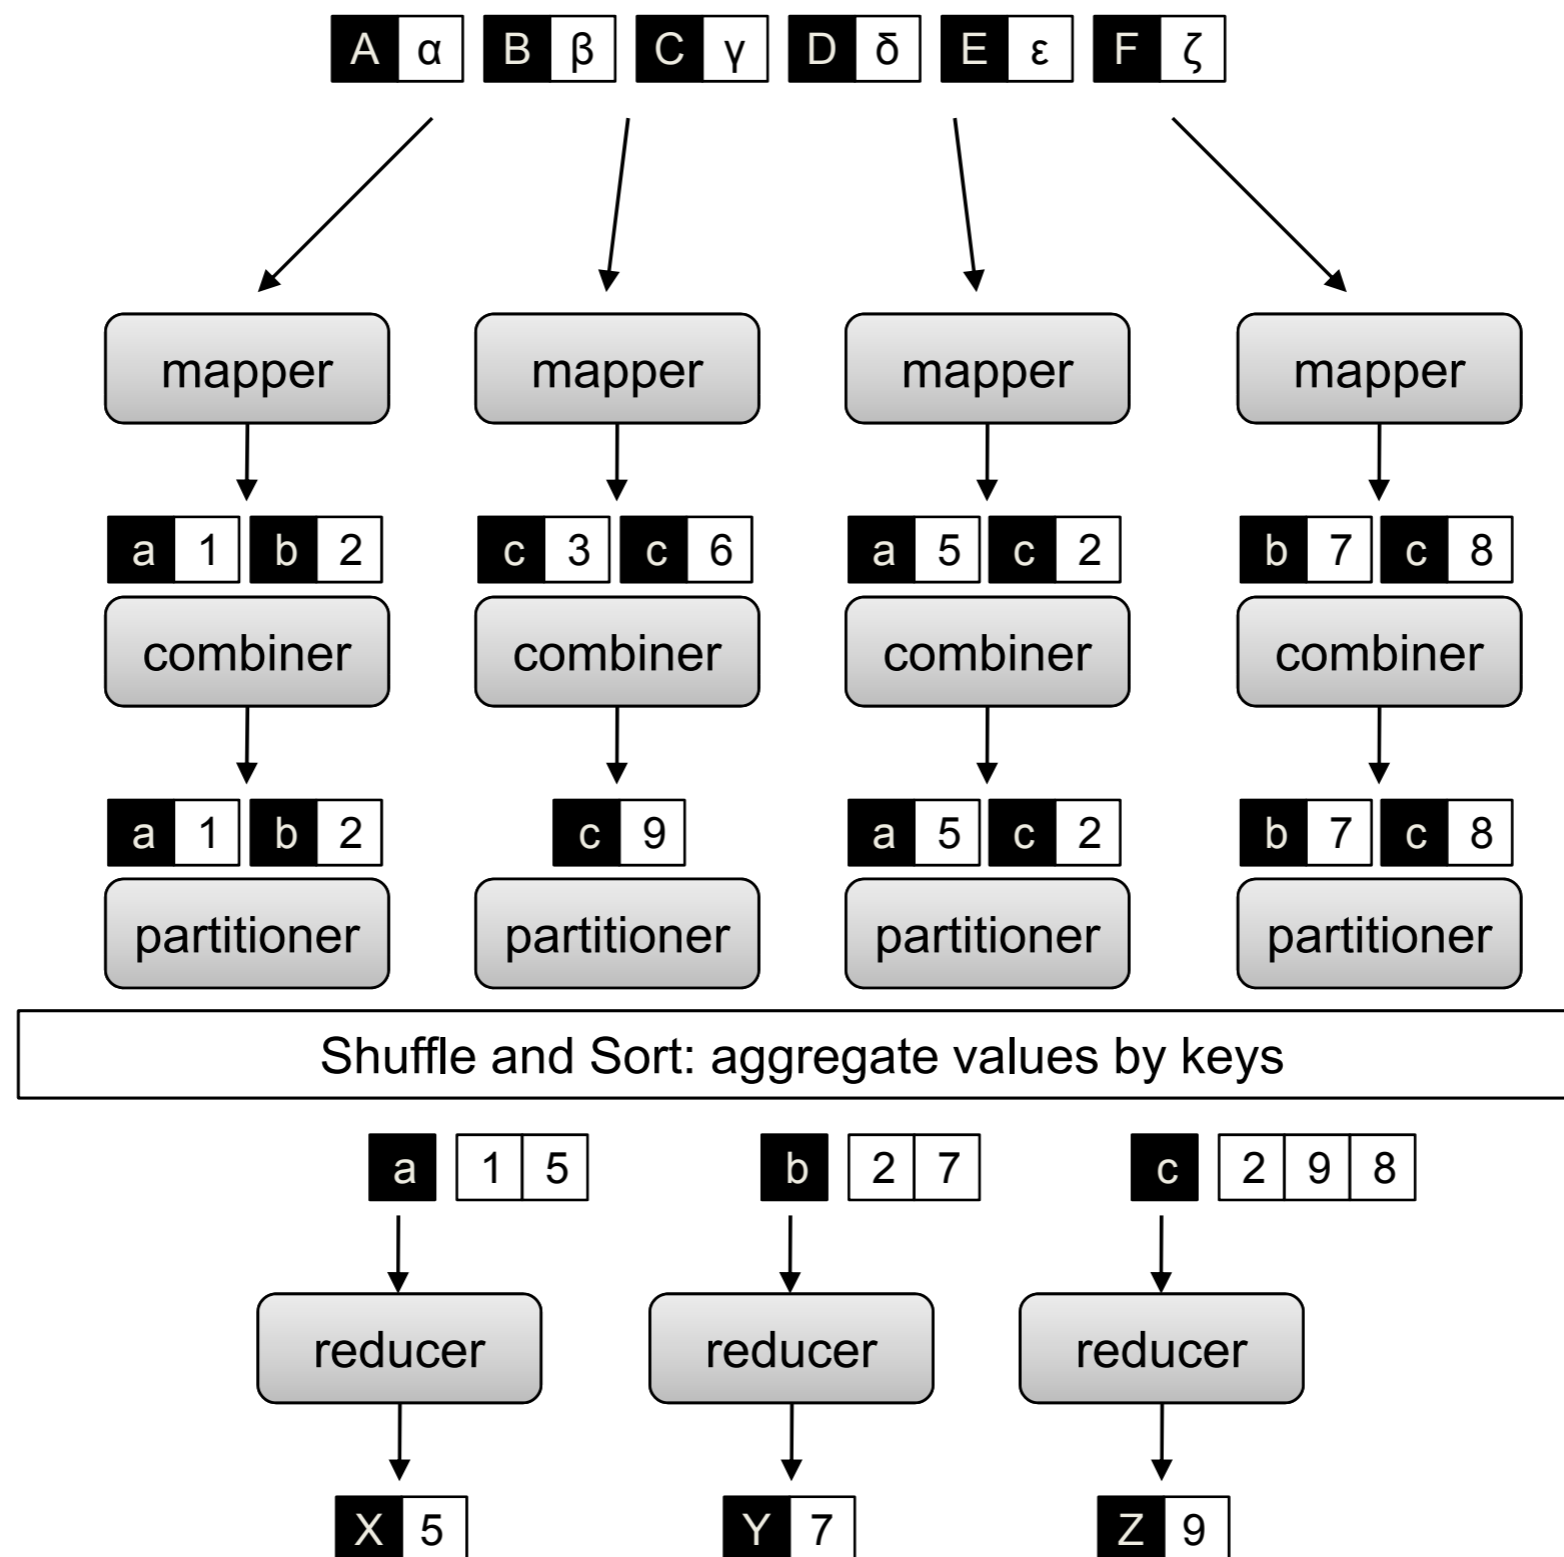 A α B β C γ D δ E ε F ζ
mapper mapper mapper mapper
a 1 b 2 c 3 c 6 a 5 c 2 b 7 c 8
combiner combiner combiner combiner
a 1 b 2 c 9 a 5 c 2 b 7 c 8
partitioner partitioner partitioner partitioner
Shuffle and Sort: aggregate values by keys
a 1 5 b 2 7 c 2 9 8
reducer reducer reducer
X 5 Y 7 Z 9